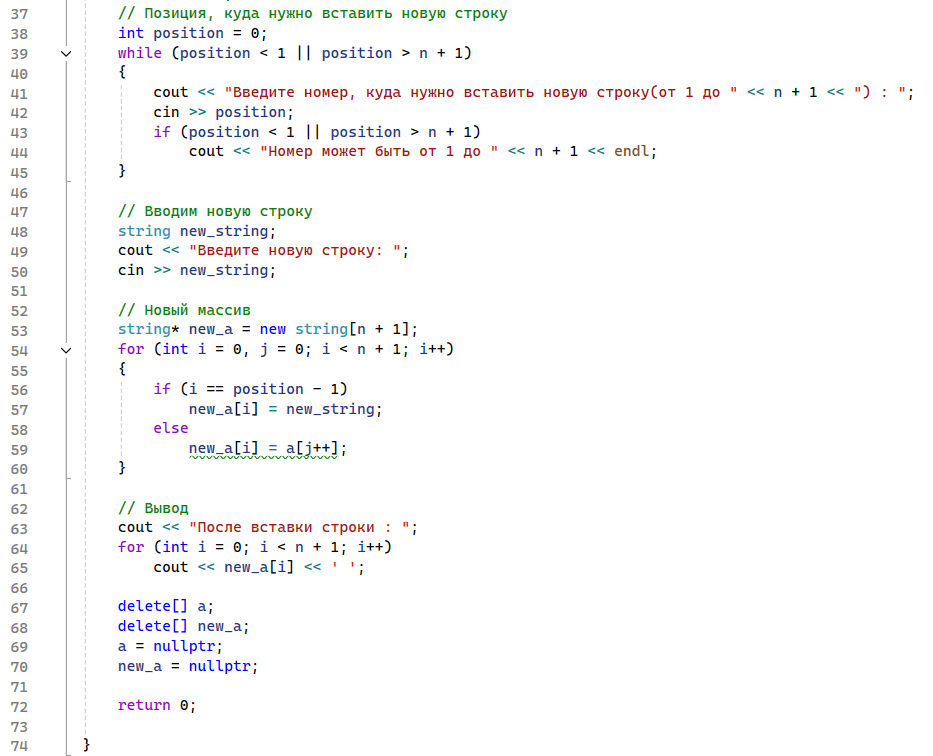 37 // Позиция, куда нужно вставить новую строку
38 int position = 0;
39 while (position < 1 || position > n + 1)
40 {
41 cout << "Введите номер, куда нужно вставить новую строку(от 1 до " << n + 1 << ") : ";
42 cin >> position;
43 if (position < 1 || position > n + 1)
44 cout << "Номер может быть от 1 до " << n + 1 << endl;
45 }
46
47 // Вводим новую строку
48 string new_string;
49 cout << "Введите новую строку: ";
50 cin >> new_string;
51
52 // Новый массив
53 string* new_a = new string[n + 1];
54 for (int i = 0, j = 0; i < n + 1; i++)
55 {
56 if (i == position - 1)
57 new_a[i] = new_string;
58 else
59 new_a[i] = a[j++];
60 }
61
62 // Вывод
63 cout << "После вставки строки : ";
64 for (int i = 0; i < n + 1; i++)
65 cout << new_a[i] << ' ';
66
67 delete[] a;
68 delete[] new_a;
69 a = nullptr;
70 new_a = nullptr;
71
72 return 0;
73
74 }